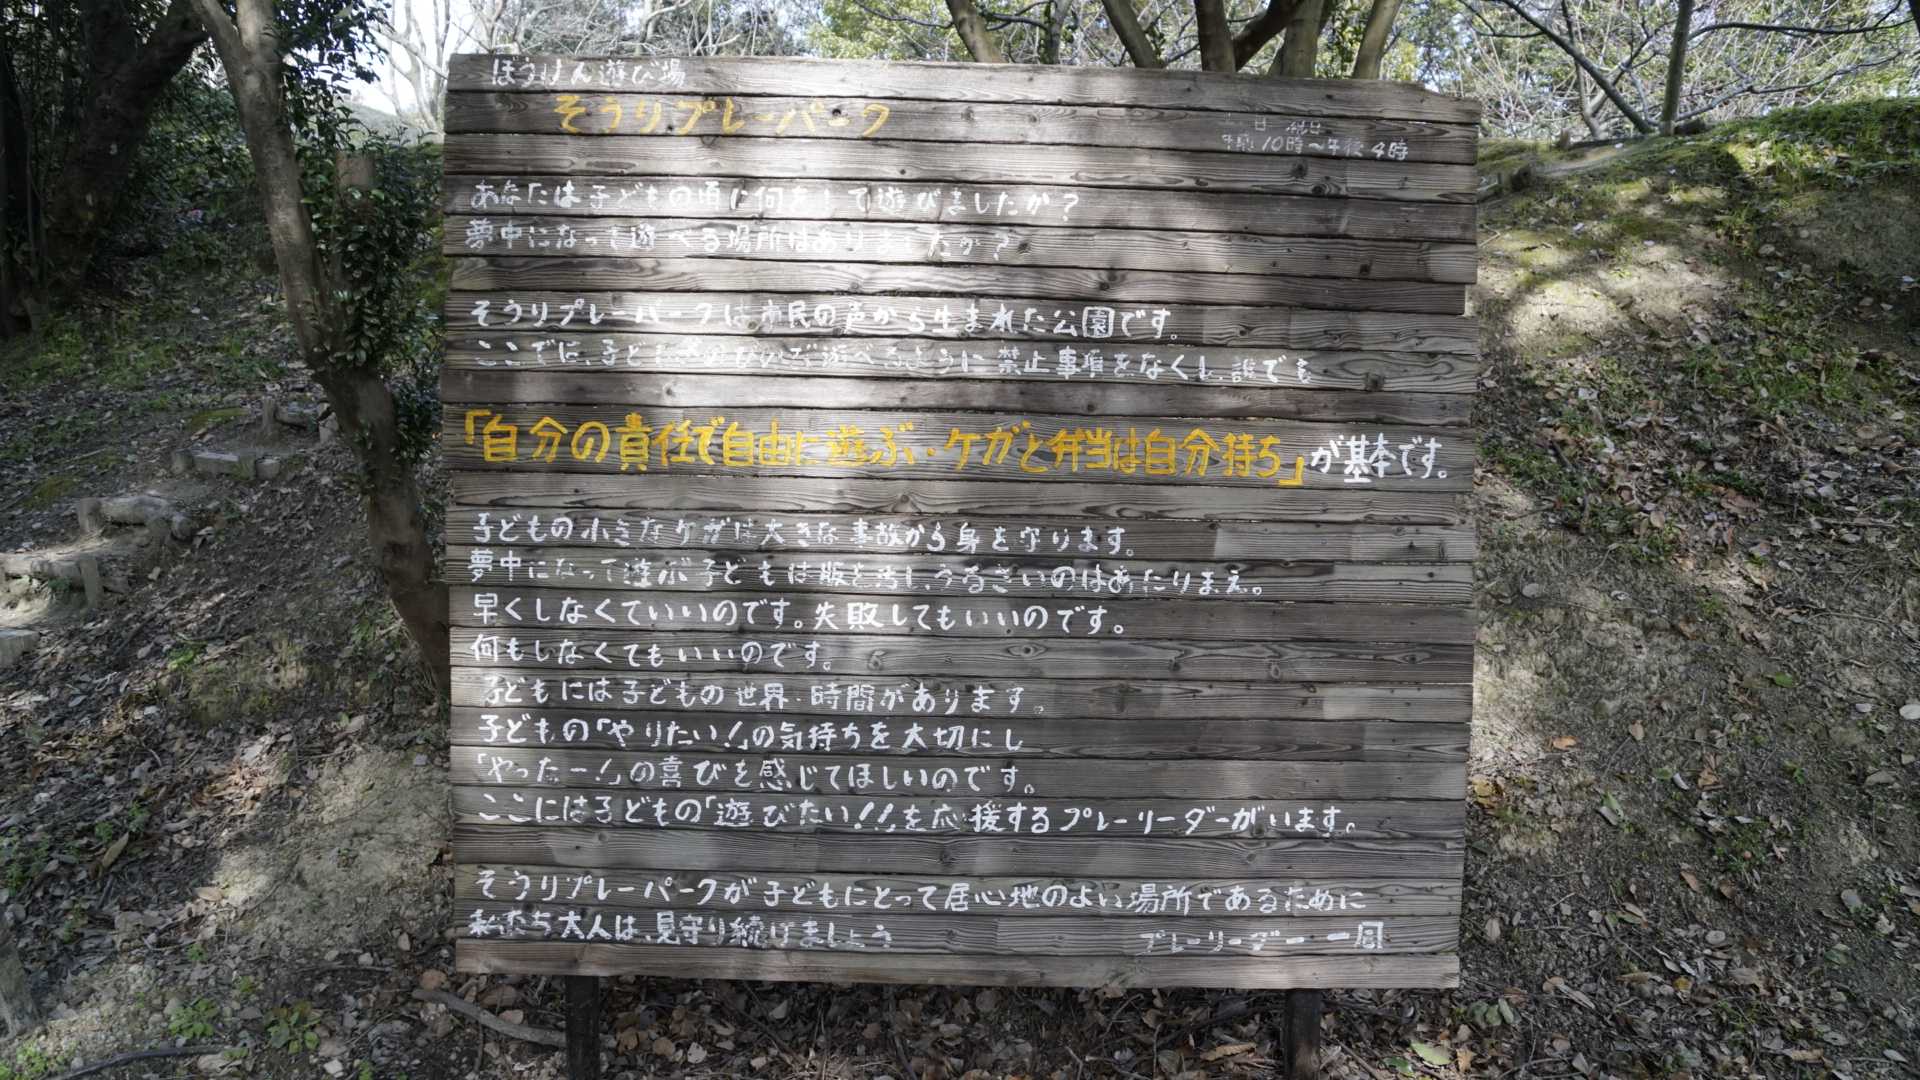 ぼうけん遊び場
そうりプレーパーク
日 祝日
午前10時～午後4時
あなたは子どもの頃に何をして遊びましたか？
夢中になって遊べる場所はありましたか？
そうりプレーパークは市民の声から生まれた公園です。
ここでは、子どもがのびのび遊べるように禁止事項をなくし、誰でも
「自分の責任で自由に遊ぶ・ケガと弁当は自分持ち」が基本です。
子どもの小さなケガは大きな事故から身を守ります。
夢中になって遊ぶ子どもは服を汚し、うるさいのはあたりまえ。
早くしなくていいのです。失敗してもいいのです。
何もしなくてもいいのです。
子どもには子どもの世界・時間があります。
子どもの「やりたい！」の気持ちを大切にし
「やったー！」の喜びを感じてほしいのです。
ここには子どもの「遊びたい！」を応援するプレーリーダーがいます。
そうりプレーパークが子どもにとって居心地のよい場所であるために
私たち大人は、見守り続けましょう
プレーリーダー 一同